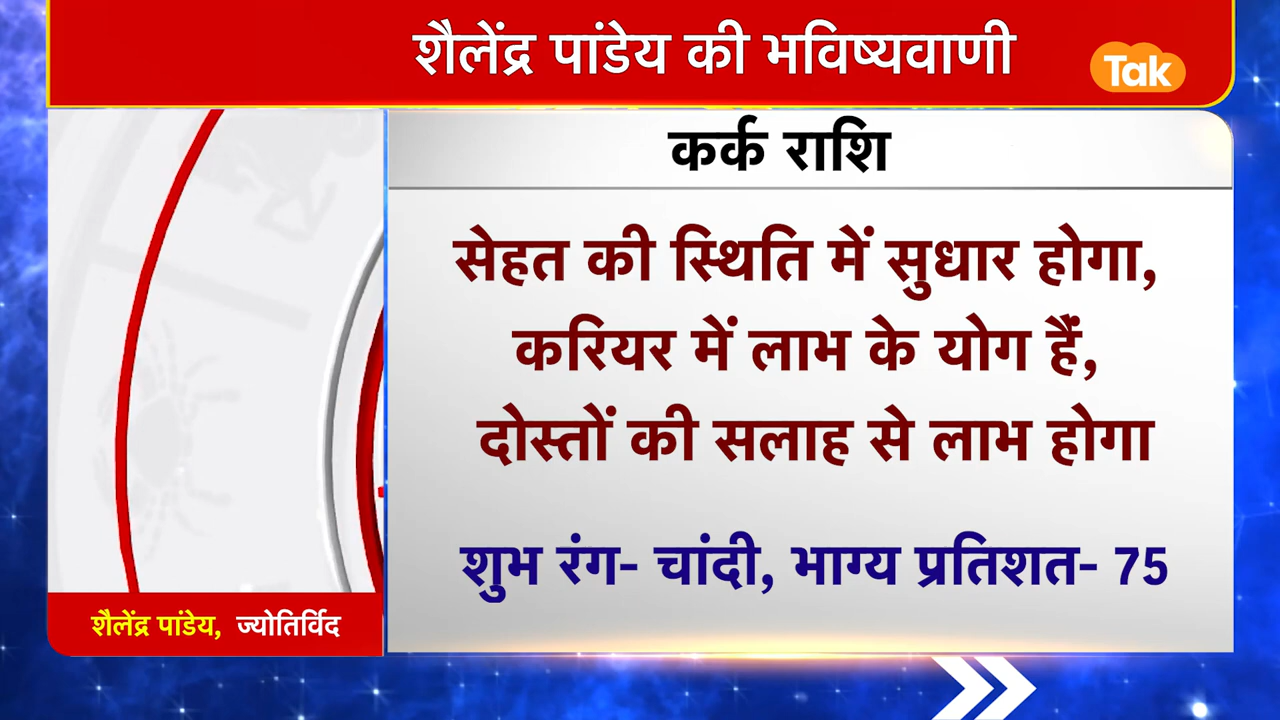 शैलेंद्र पांडेय की भविष्यवाणी
Tak
कर्क राशि
सेहत की स्थिति में सुधार होगा,
करियर में लाभ के योग हैं,
दोस्तों की सलाह से लाभ होगा
शुभ रंग- चांदी, भाग्य प्रतिशत- 75
शैलेंद्र पांडेय, ज्योतिर्विद